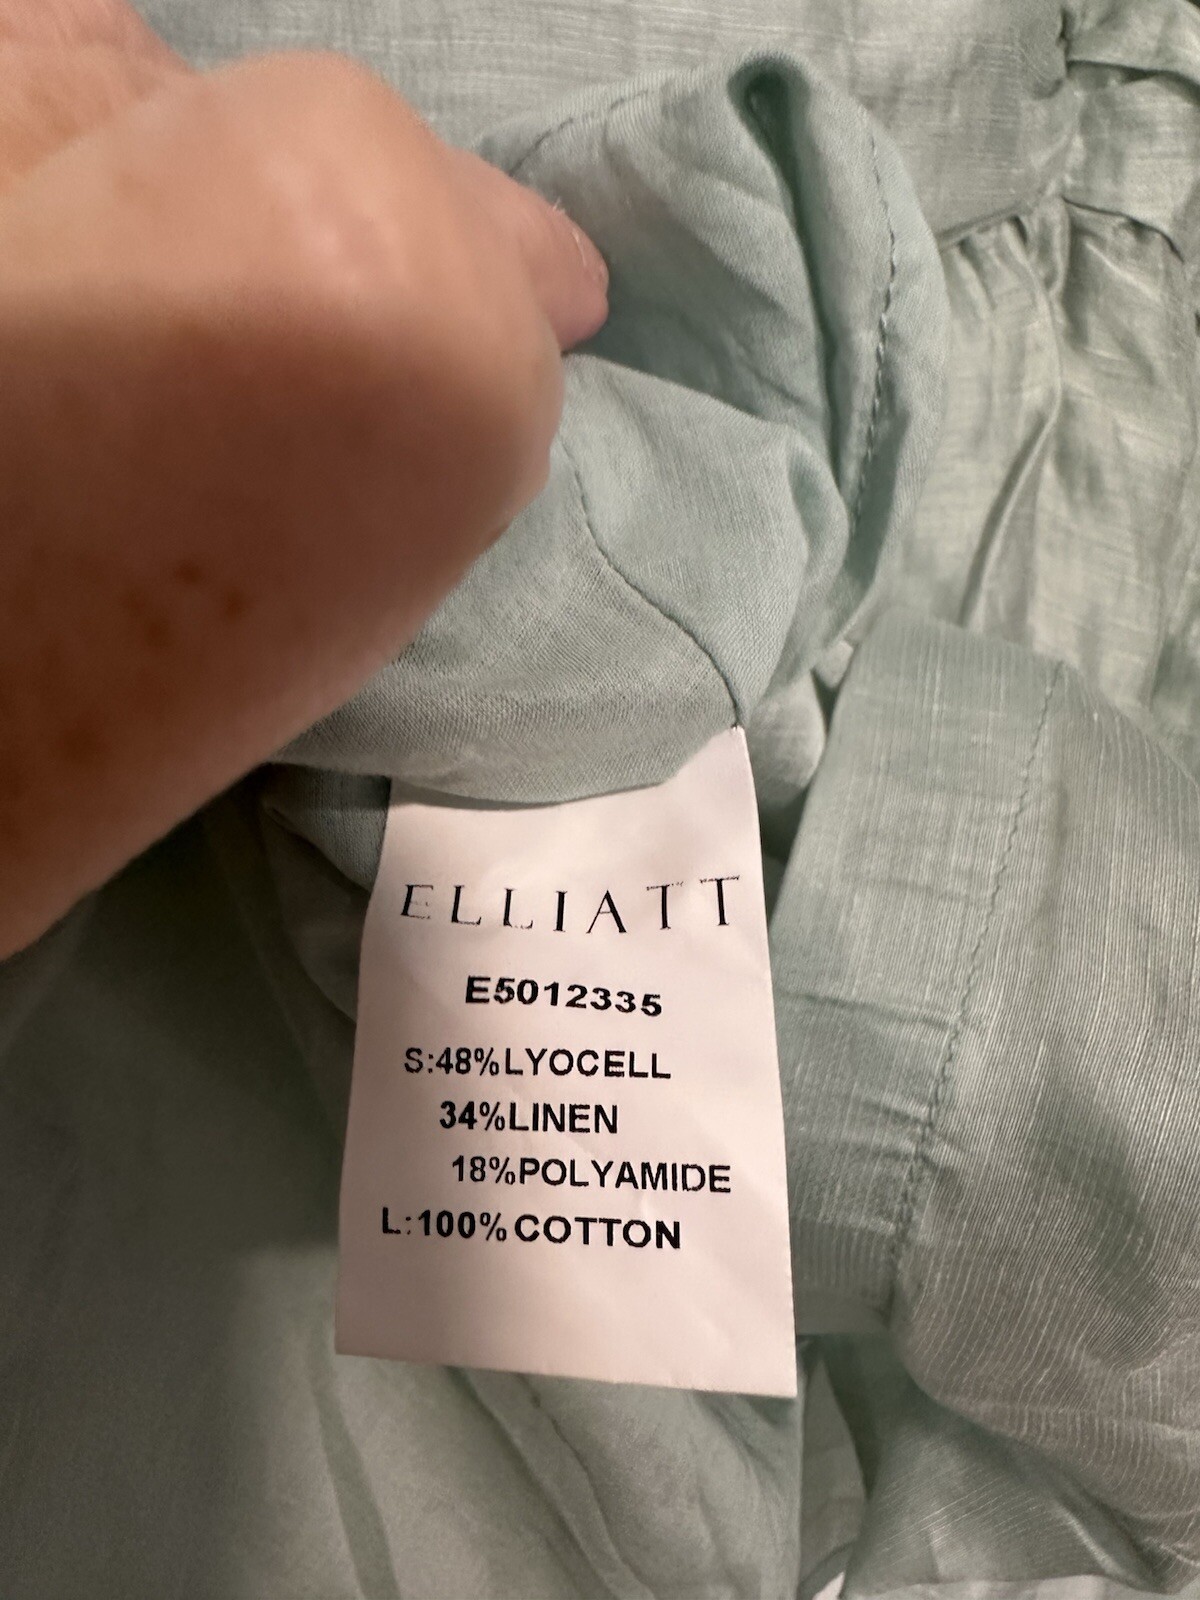 ELLIATT
E5012335
S:48%LYOCELL
34%LINEN
18%POLYAMIDE
L:100%COTTON